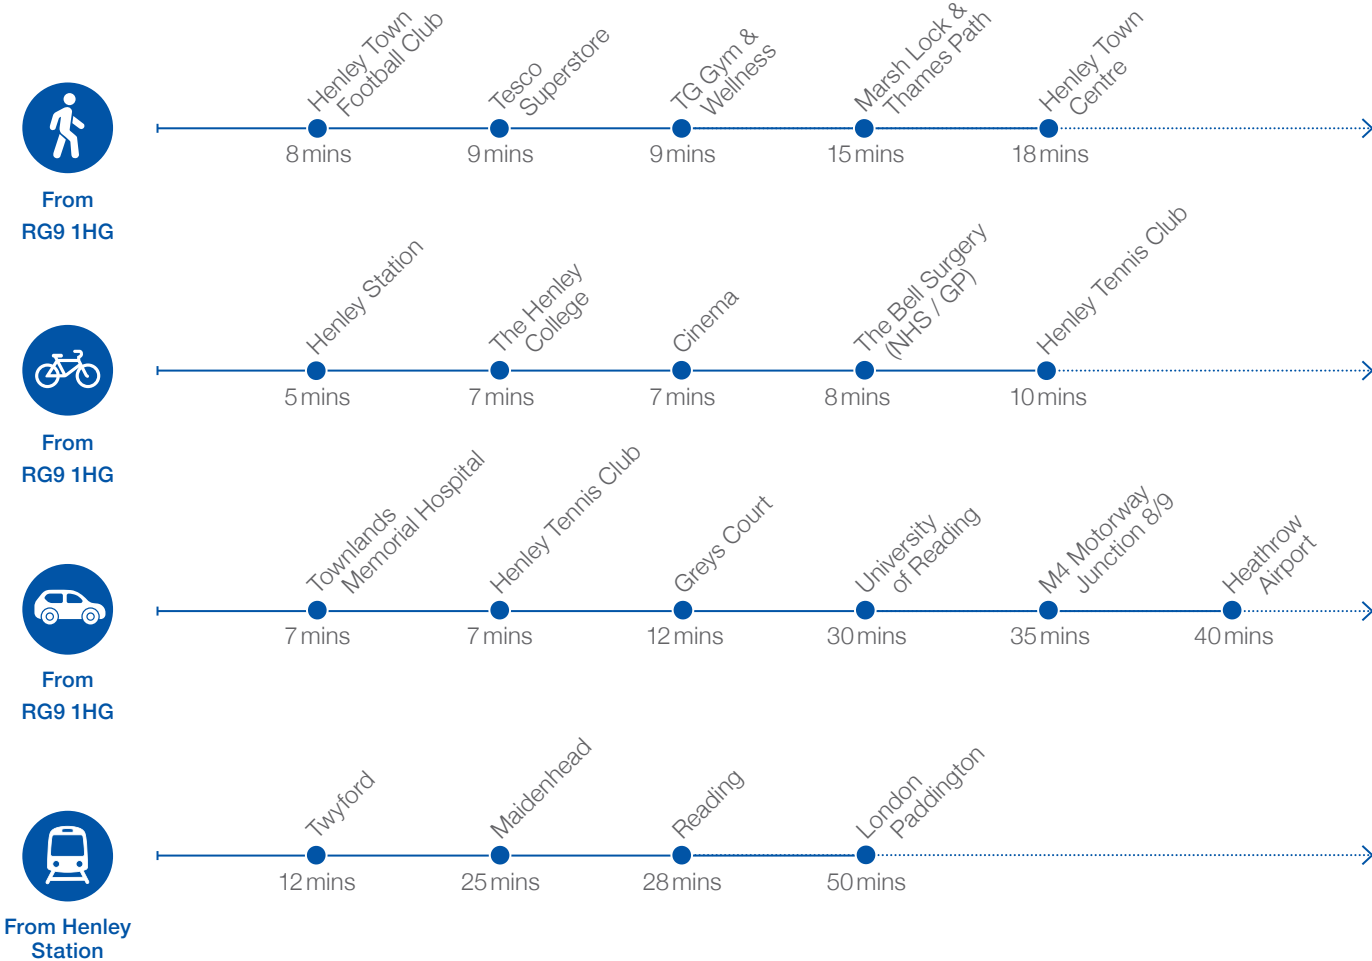 Henley Town
Football Club
Tesco
Superstore
TG Gym &
Wellness
Marsh Lock &
Thames Path
Henley Town
Centre
8 mins
9 mins
9 mins
15 mins
18 mins
From
RG9 1HG
Henley Station
The Henley
College
Cinema
The Bell Surgery
(NHS / GP)
Henley Tennis Club
5 mins
7 mins
7 mins
8 mins
10 mins
From
RG9 1HG
Townlands
Memorial Hospital
Henley Tennis Club
Greys Court
University
of Reading
M4 Motorway
Junction 8/9
Heathrow
Airport
7 mins
7 mins
12 mins
30 mins
35 mins
40 mins
From
RG9 1HG
Twyford
Maidenhead
Reading
London
Paddington
12 mins
25 mins
28 mins
50 mins
From Henley
Station